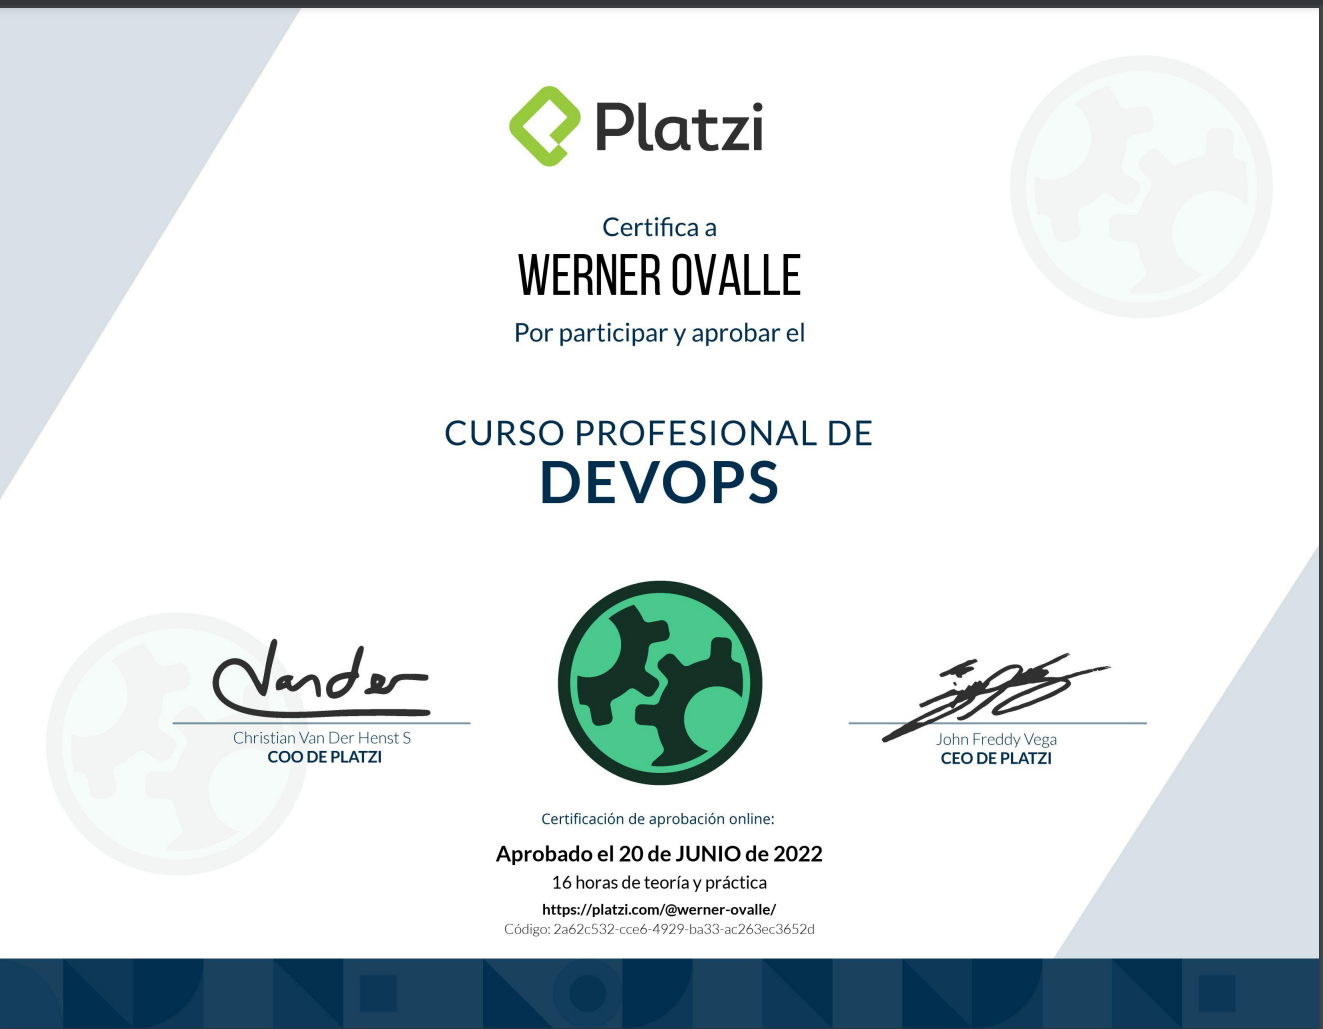 Platzi
Certifica a
WERNER OVALLE
Por participar y aprobar el
CURSO PROFESIONAL DE
DEVOPS
Vander
Christian Van Der Henst S
COO DE PLATZI
John Freddy Vega
CEO DE PLATZI
Certificación de aprobación online:
Aprobado el 20 de JUNIO de 2022
16 horas de teoría y práctica
https://platzi.com/@werner-ovalle/
Código: 2a62c532-cce6-4929-ba33-ac263ec3652d